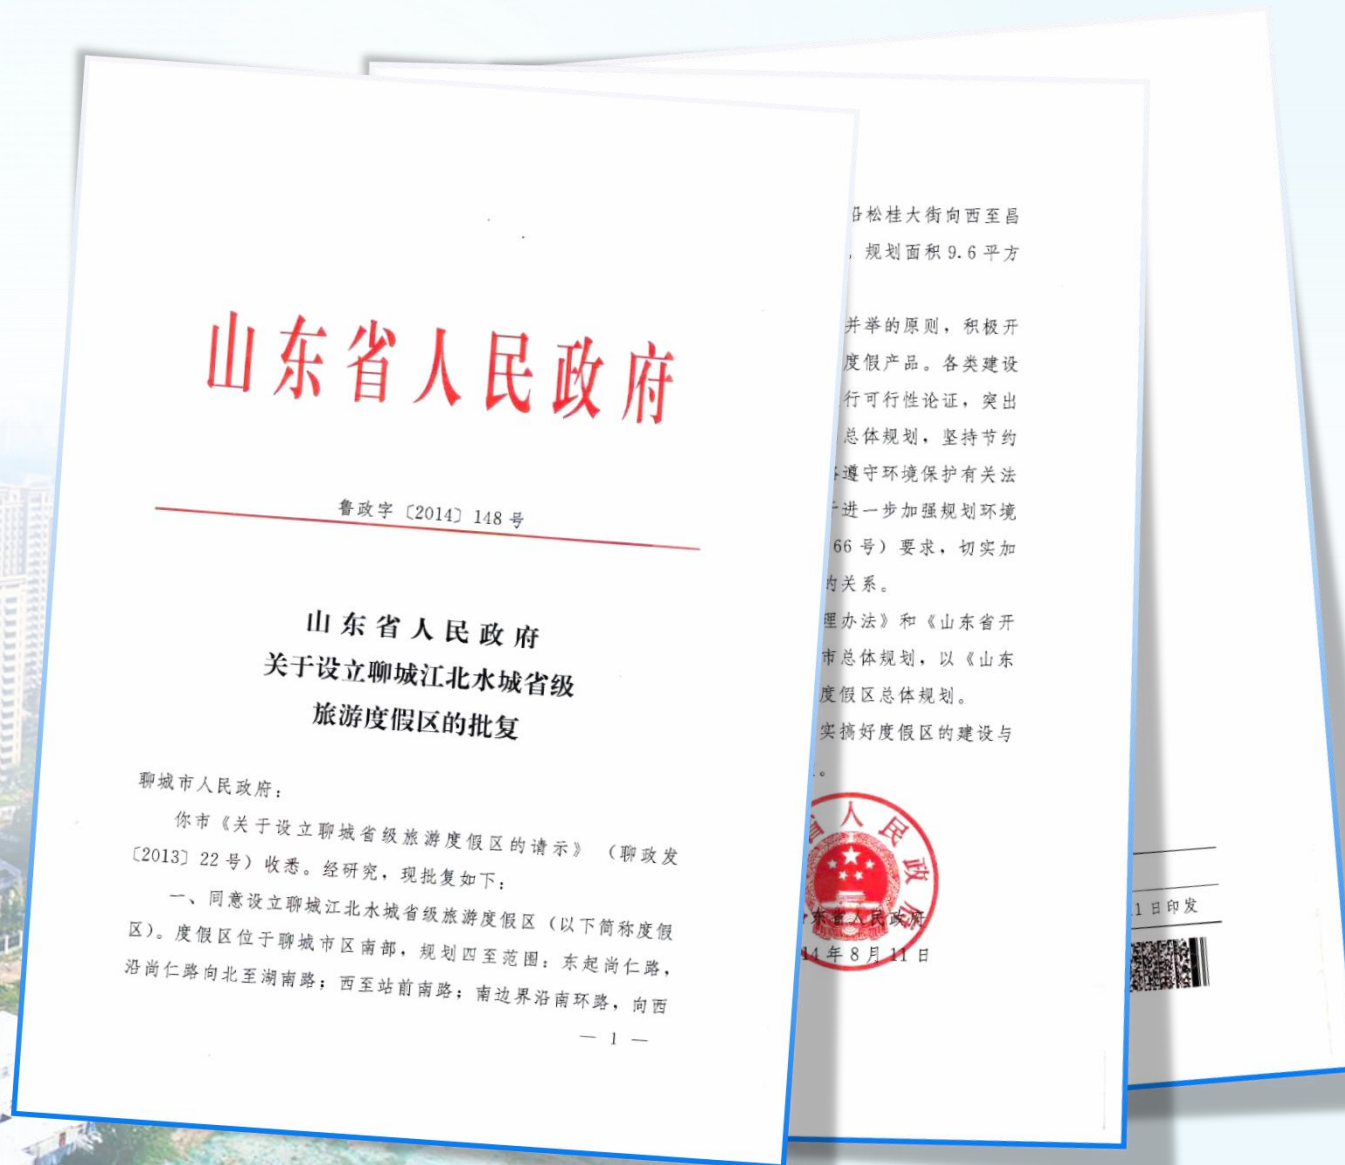 山东省人民政府
鲁政字〔2014〕148号
山东省人民政府
关于设立聊城江北水城省级
旅游度假区的批复
聊城市人民政府：
你市《关于设立聊城省级旅游度假区的请示》（聊政发
〔2013〕22号）收悉。经研究，现批复如下：
一、同意设立聊城江北水城省级旅游度假区（以下简称度假
区）。度假区位于聊城市区南部，规划四至范围：东起尚仁路，
沿尚仁路向北至湖南路；西至站前南路；南边界沿南环路，向西
— 1 —
沿松桂大街向西至昌
，规划面积9.6平方
并举的原则，积极开
度假产品。各类建设
行可行性论证，突出
总体规划，坚持节约
遵守环境保护有关法
进一步加强规划环境
66号）要求，切实加
的关系。
理办法》和《山东省开
市总体规划，以《山东
度假区总体规划。
实搞好度假区的建设与
。
省人民政府
东省人民政府
14年8月11日
1日印发